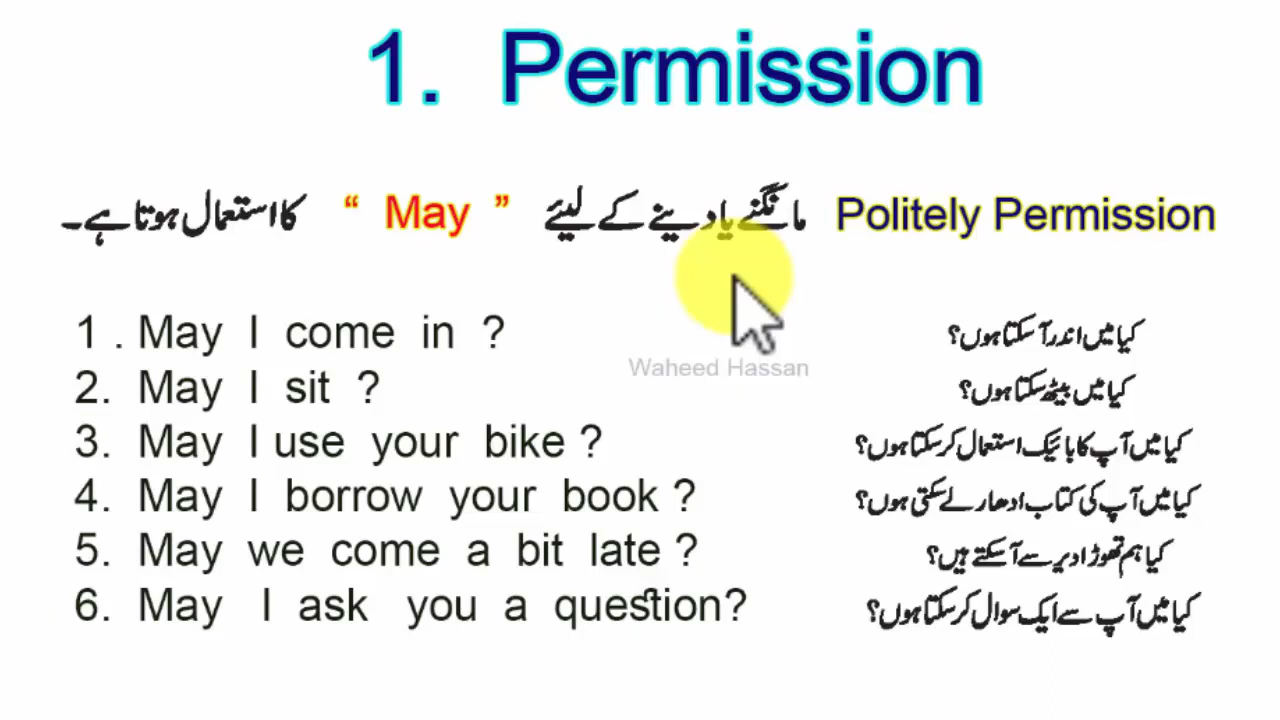 1. Permission
Politely Permission مانگنے یا دینے کے لیئے “ May ” کا استعمال ہوتا ہے۔
1 . May I come in ? کیا میں اندر آ سکتا ہوں؟
Waheed Hassan
2. May I sit ? کیا میں بیٹھ سکتا ہوں؟
3. May I use your bike ? کیا میں آپ کا بائیک استعمال کر سکتا ہوں؟
4. May I borrow your book ? کیا میں آپ کی کتاب ادھار لے سکتی ہوں؟
5. May we come a bit late ? کیا ہم تھوڑا دیر سے آ سکتے ہیں؟
6. May I ask you a question? کیا میں آپ سے ایک سوال کر سکتا ہوں؟